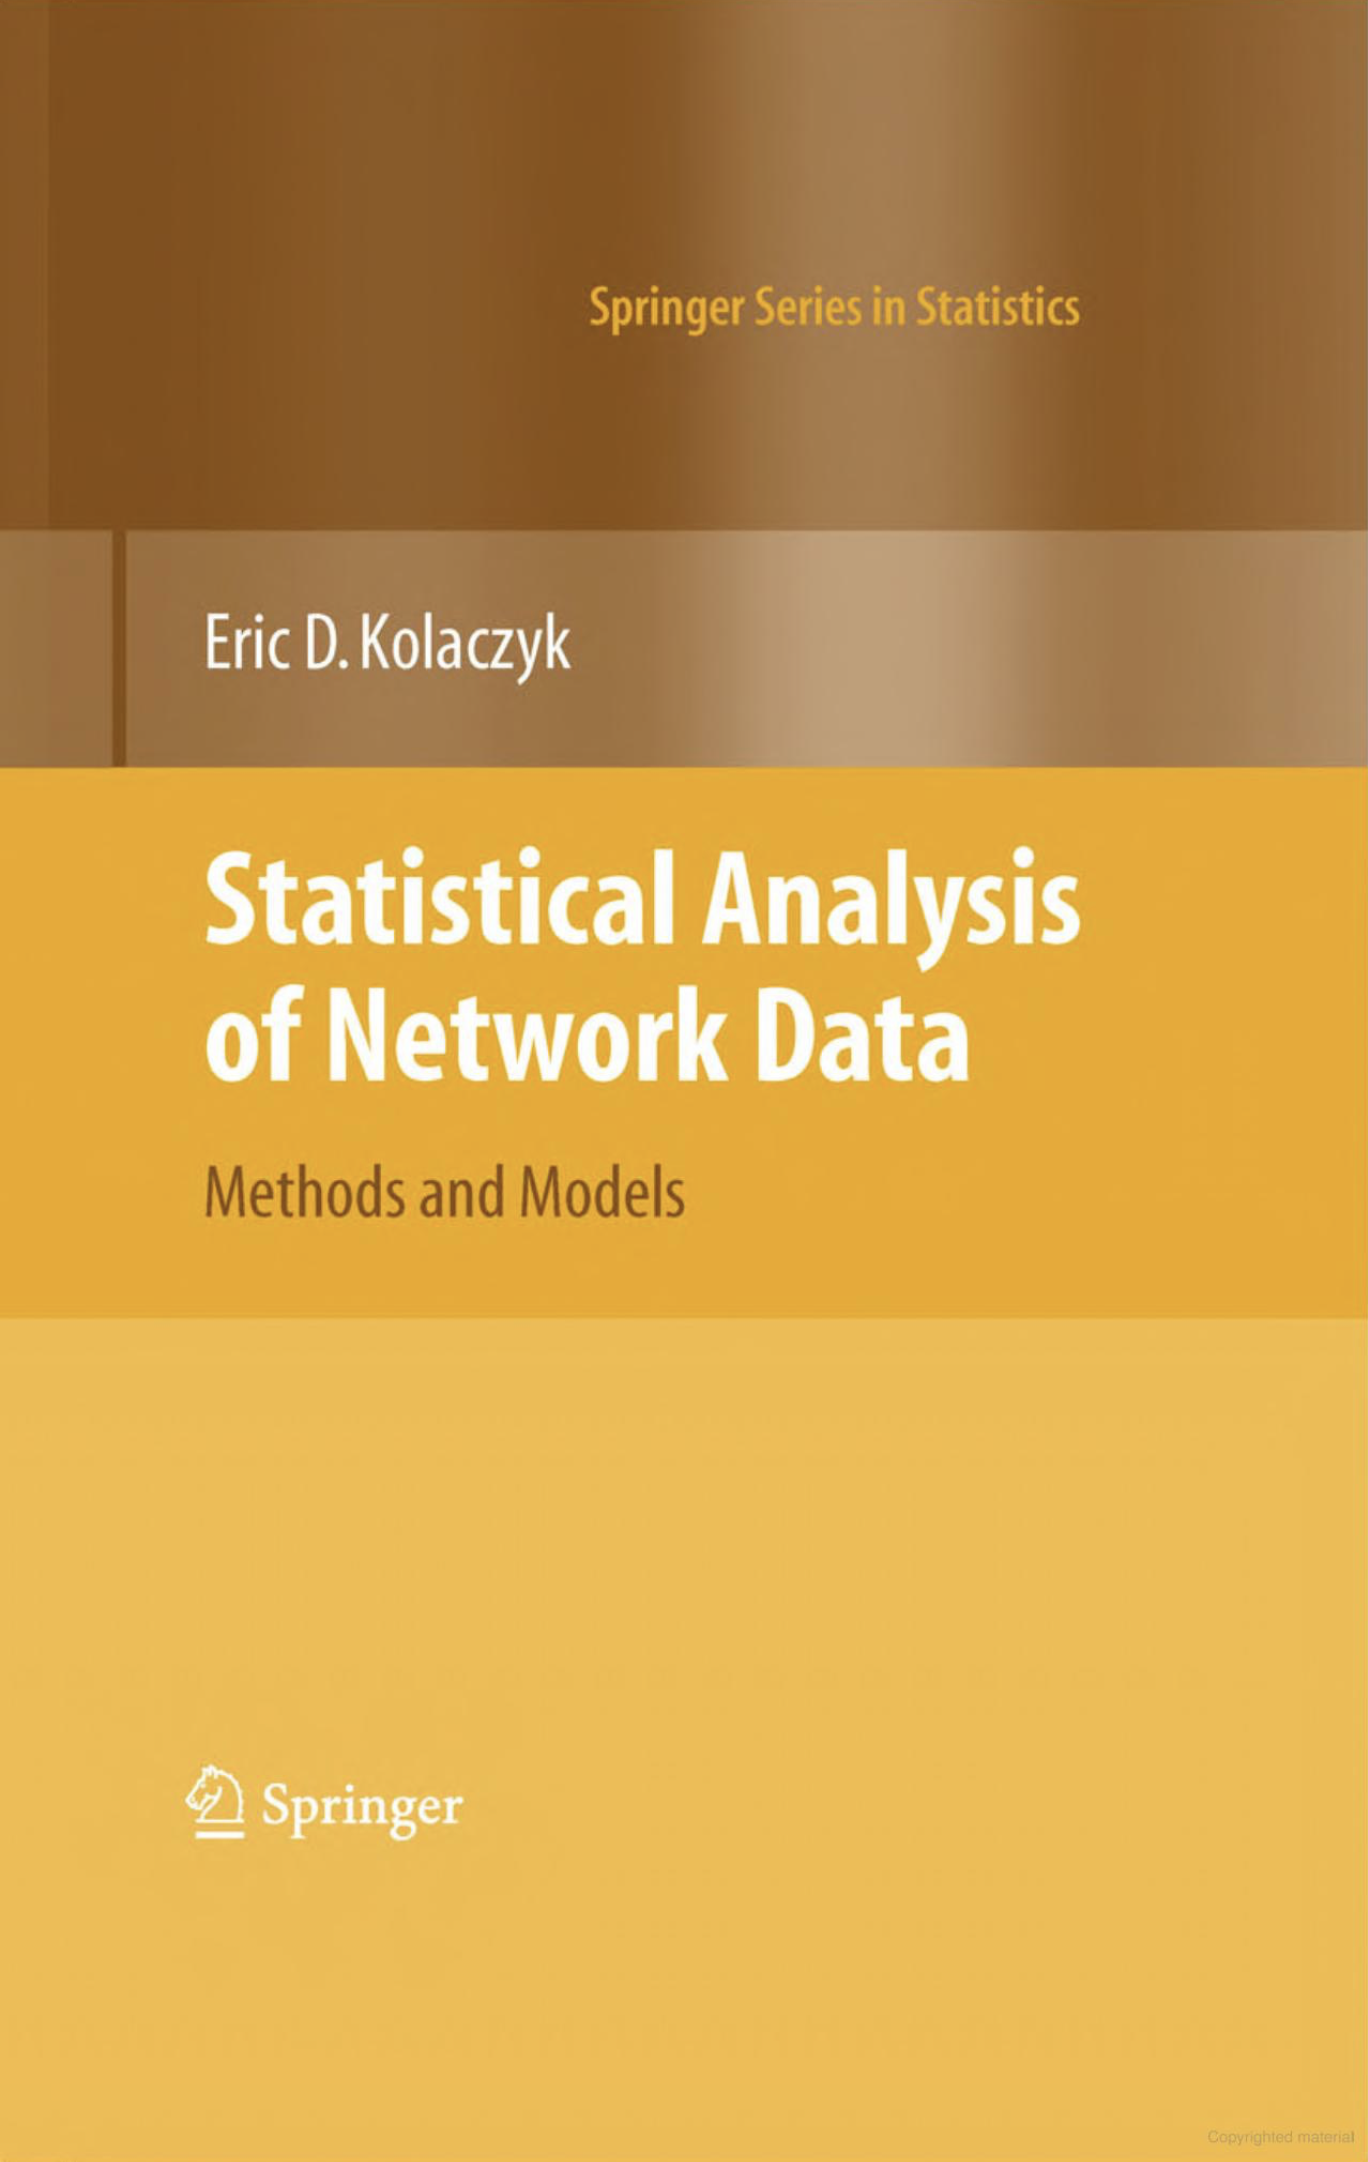 Springer Series in Statistics
Eric D. Kolaczyk
Statistical Analysis
of Network Data
Methods and Models
Springer
Copyrighted material